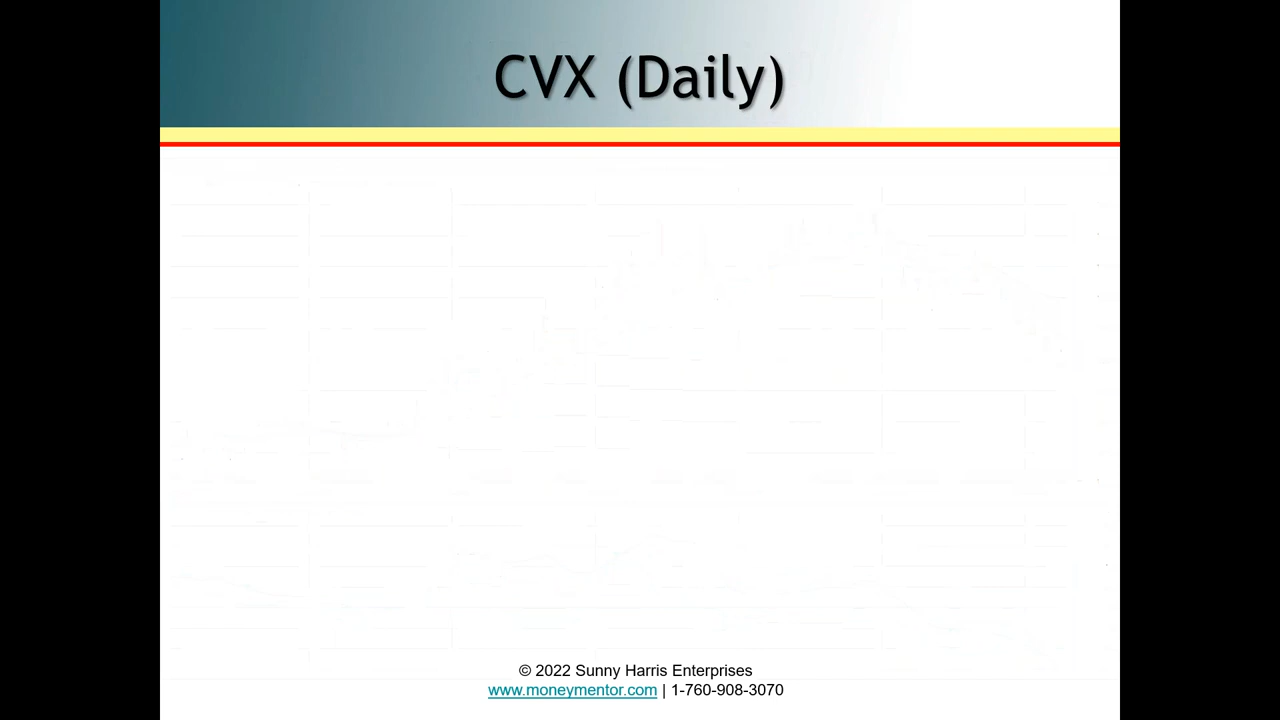 CVX (Daily)
© 2022 Sunny Harris Enterprises
www.moneymentor.com | 1-760-908-3070